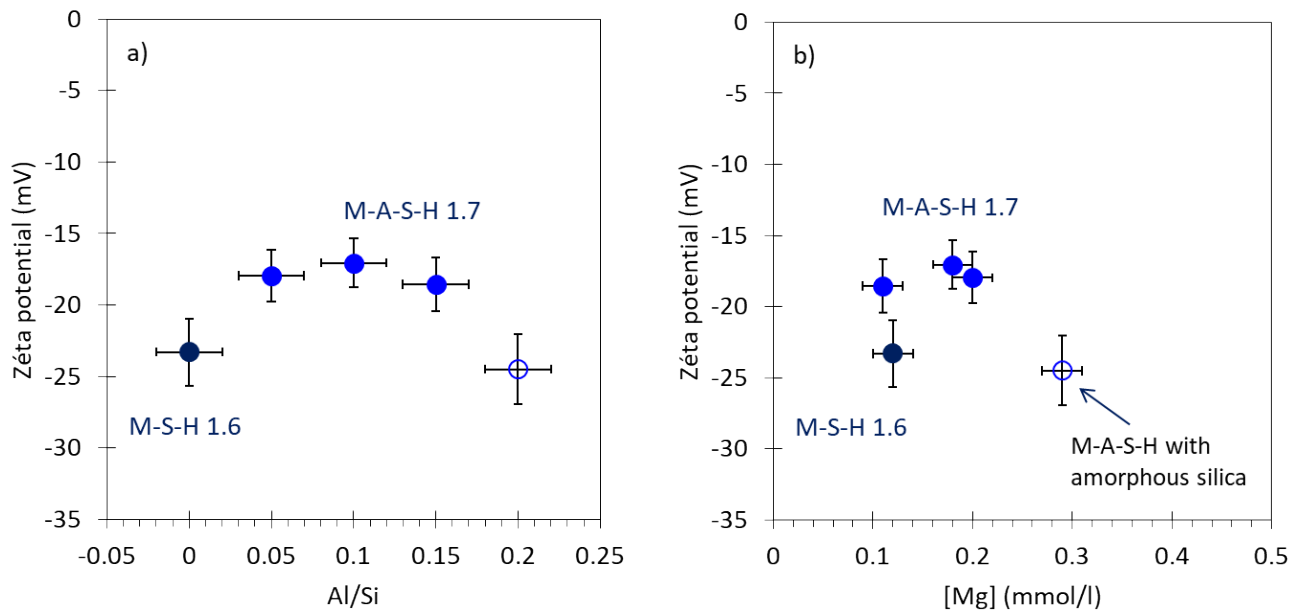 a)
0
-5
-10
-15
-20
-25
-30
-35
Zéta potential (mV)
M-A-S-H 1.7
M-S-H 1.6
-0.05 0 0.05 0.1 0.15 0.2 0.25
Al/Si
b)
0
-5
-10
-15
-20
-25
-30
-35
Zéta potential (mV)
M-A-S-H 1.7
M-S-H 1.6
M-A-S-H with
amorphous silica
0 0.1 0.2 0.3 0.4 0.5
[Mg] (mmol/l)